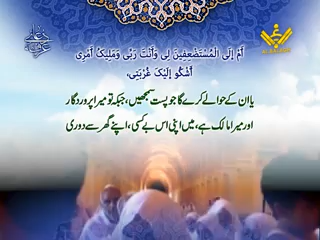 أَمْ إِلَى الْمُسْتَضْعِفِينَ لِي وَأَنْتَ رَبِّي وَمَلِيكُ أَمْرِي
أَشْكُو إِلَيْكَ غُرْبَتِي،
یا ان کے حوالے کرے گا جو پست سمجھیں، جبکہ تو میرا پروردگار
اور میرا مالک ہے، میں اپنی اس بے کسی، اپنے گھر سے دوری